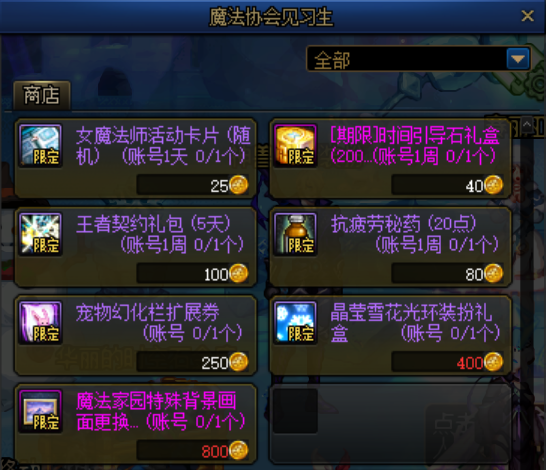 魔法协会见习生
全部
商店
女魔法师活动卡片 (随
机) (账号1天 0/1个)
限定
25
[期限]时间引导石礼盒
(200...(账号1周 0/1个)
限定
40
王者契约礼包 (5天)
(账号1周 0/1个)
限定
100
抗疲劳秘药 (20点)
(账号1周 0/1个)
限定
80
宠物幻化栏扩展券
(账号 0/1个)
限定
250
晶莹雪花光环装扮礼
盒 (账号 0/1个)
限定
400
魔法家园特殊背景画
面更换... (账号 0/1个)
限定
800